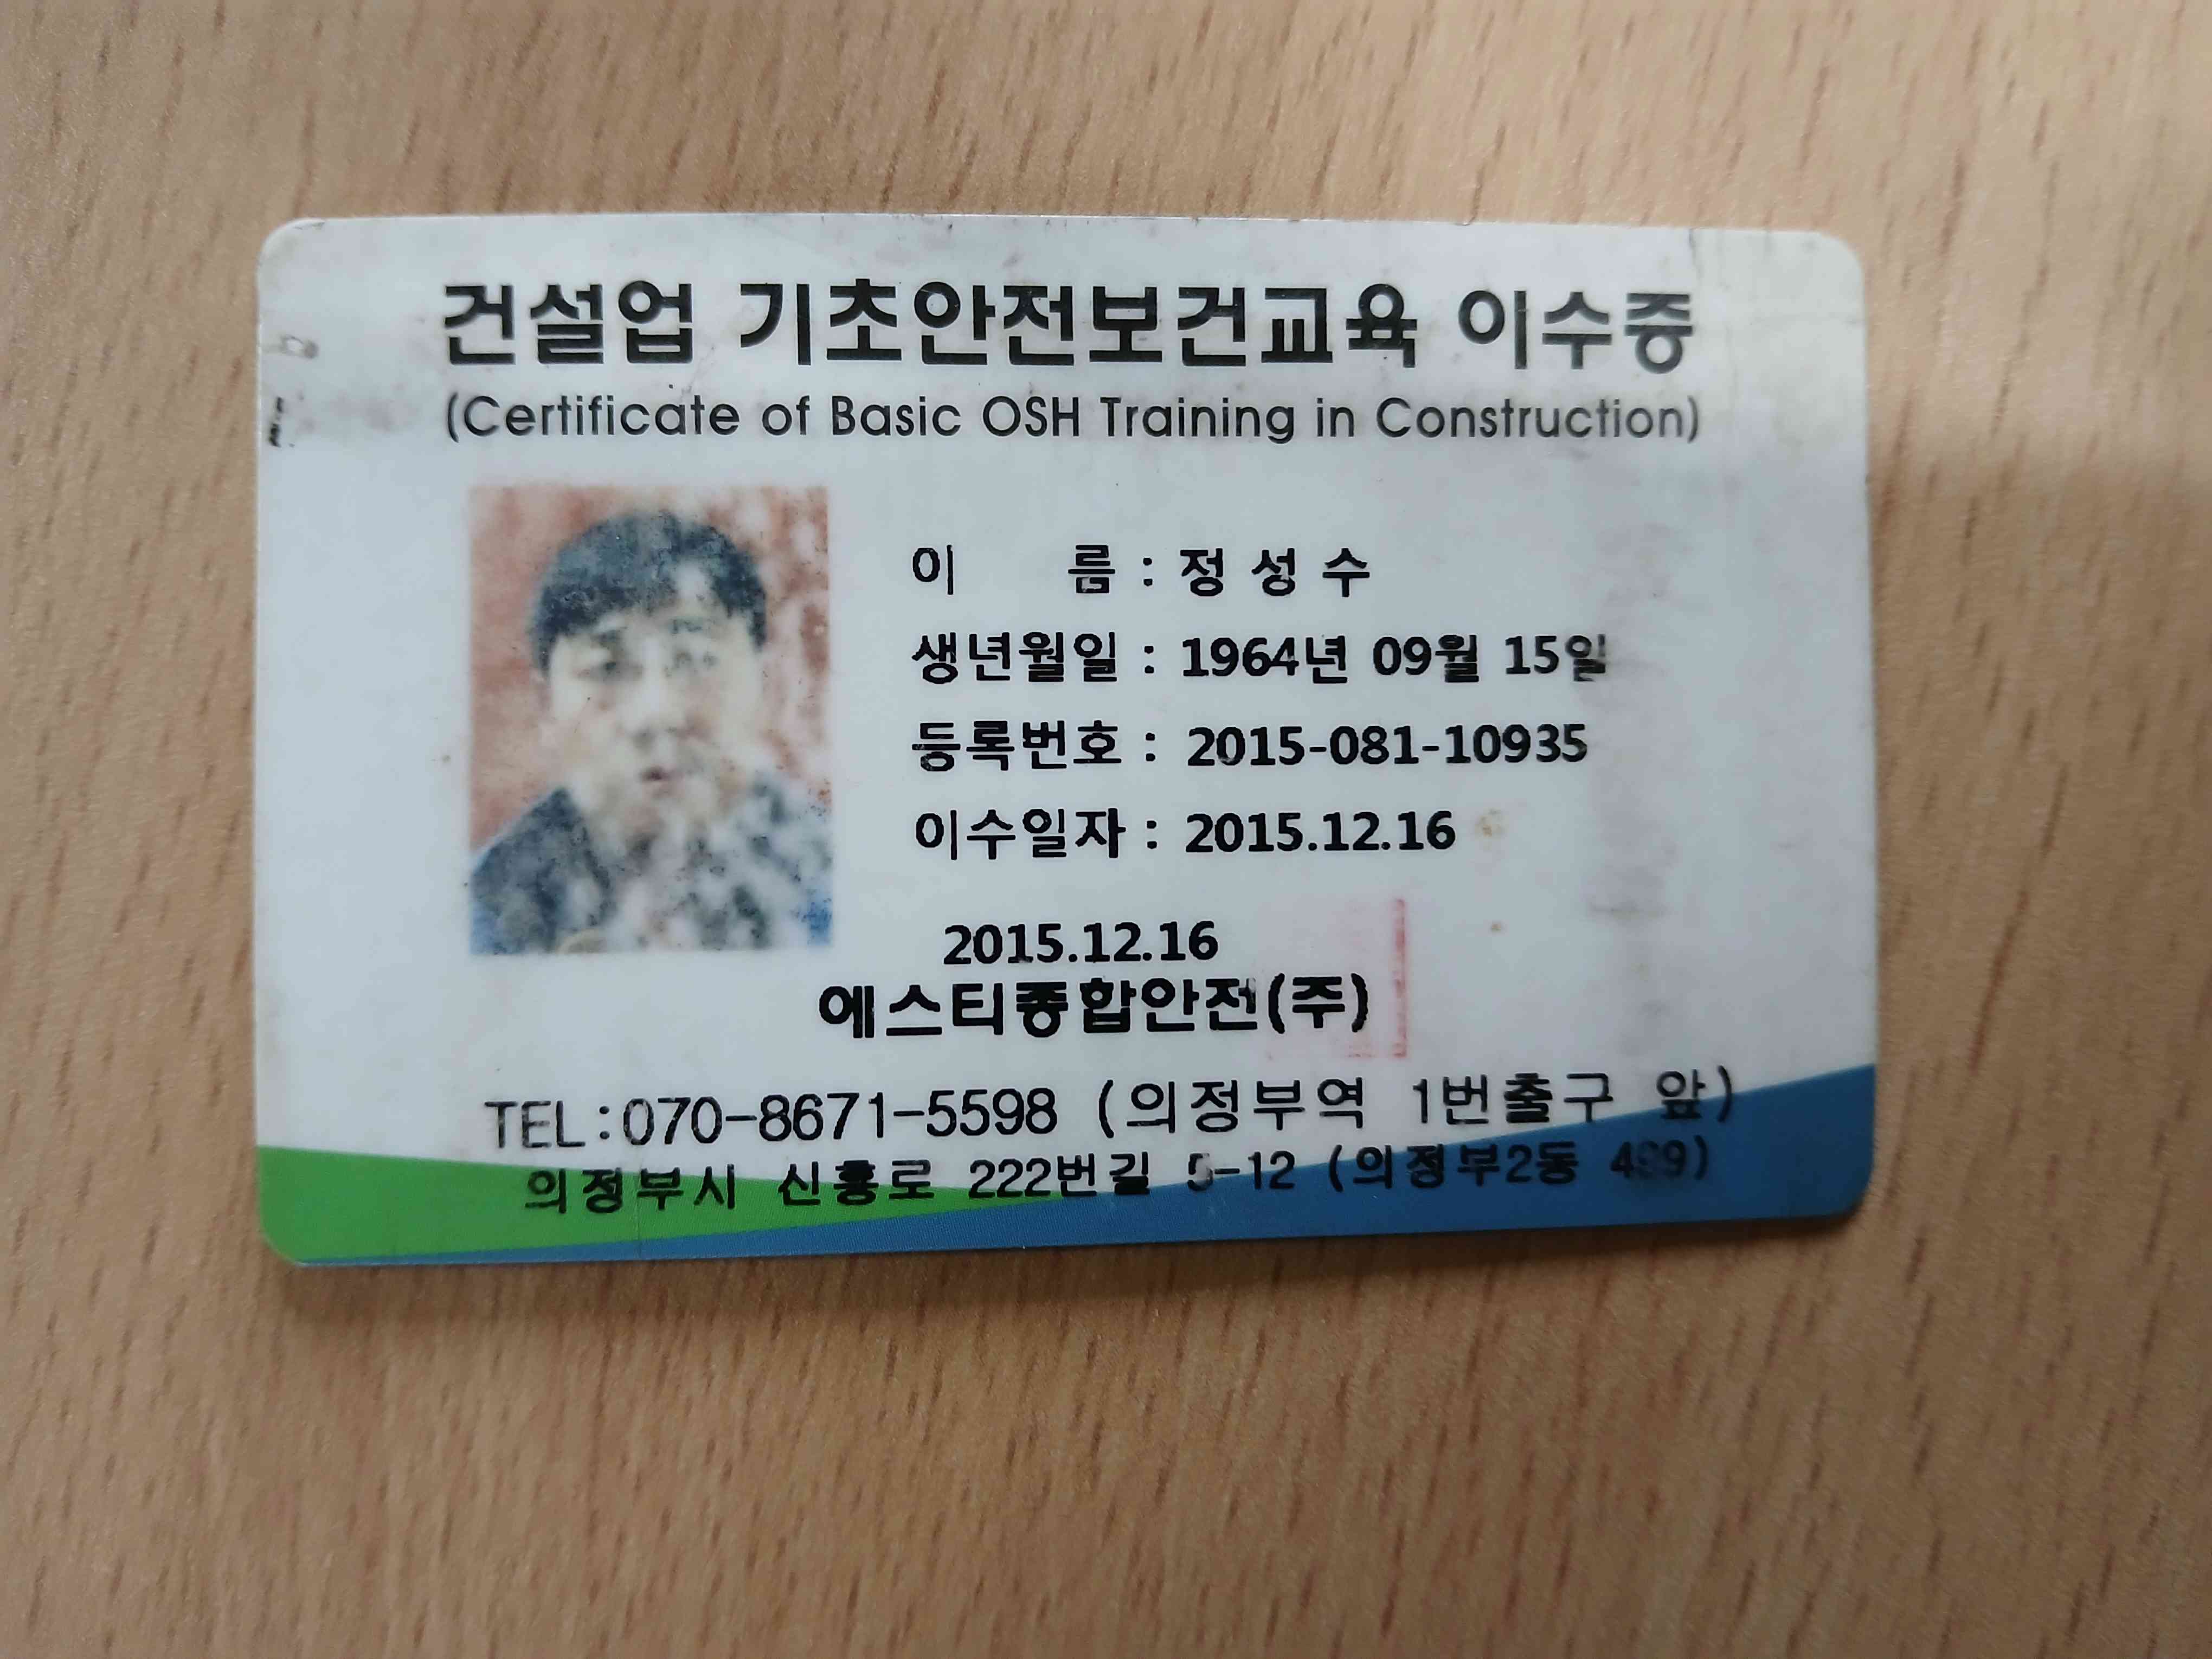 건설업 기초안전보건교육 이수증
(Certificate of Basic OSH Training in Construction)
이 름 : 정 성 수
생년월일 : 1964년 09월 15일
등록번호 : 2015-081-10935
이수일자 : 2015.12.16
2015.12.16
에스티종합안전(주)
TEL:070-8671-5598 (의정부역 1번출구 앞)
의정부시 신흥로 222번길 5-12 (의정부2동